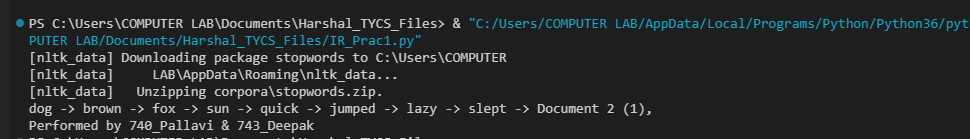 PS C:\Users\COMPUTER LAB\Documents\Harshal_TYCS_Files> & "C:/Users/COMPUTER LAB/AppData/Local/Programs/Python/Python36/pyt
PUTER LAB/Documents/Harshal_TYCS_Files/IR_Prac1.py"
[nltk_data] Downloading package stopwords to C:\Users\COMPUTER
[nltk_data]     LAB\AppData\Roaming\nltk_data...
[nltk_data]   Unzipping corpora\stopwords.zip.
dog -> brown -> fox -> sun -> quick -> jumped -> lazy -> slept -> Document 2 (1),
Performed by 740_Pallavi & 743_Deepak